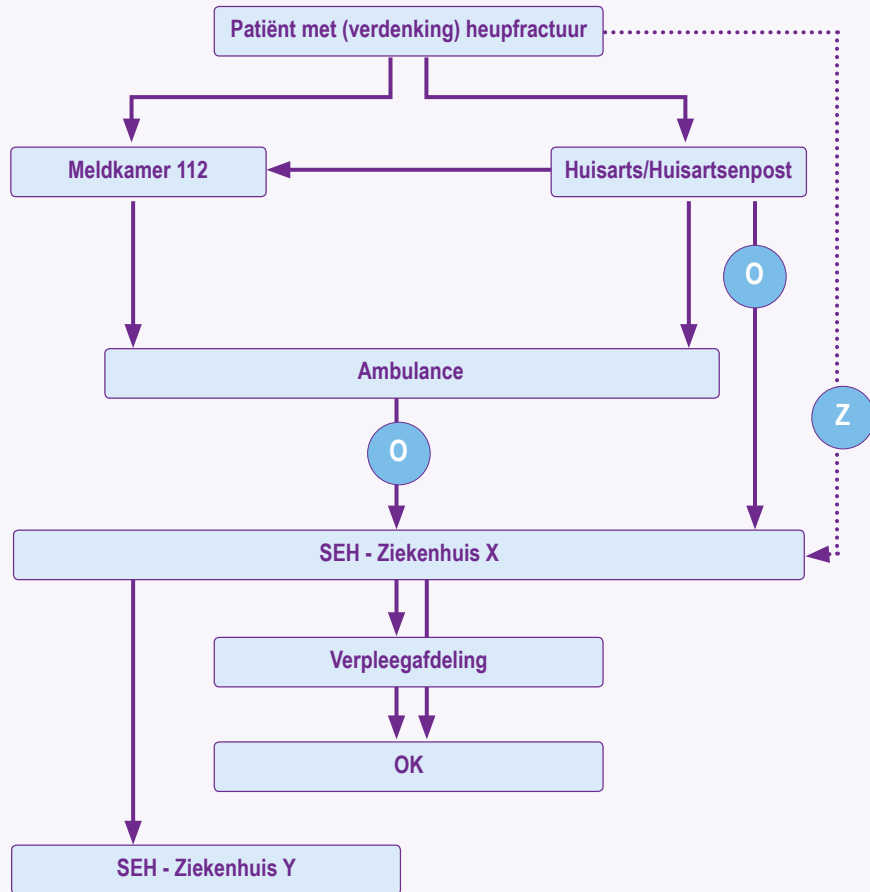 Patiënt met (verdenking) heupfractuur
Meldkamer 112
Huisarts/Huisartsenpost
O
Ambulance
Z
O
SEH - Ziekenhuis X
Verpleegafdeling
OK
SEH - Ziekenhuis Y